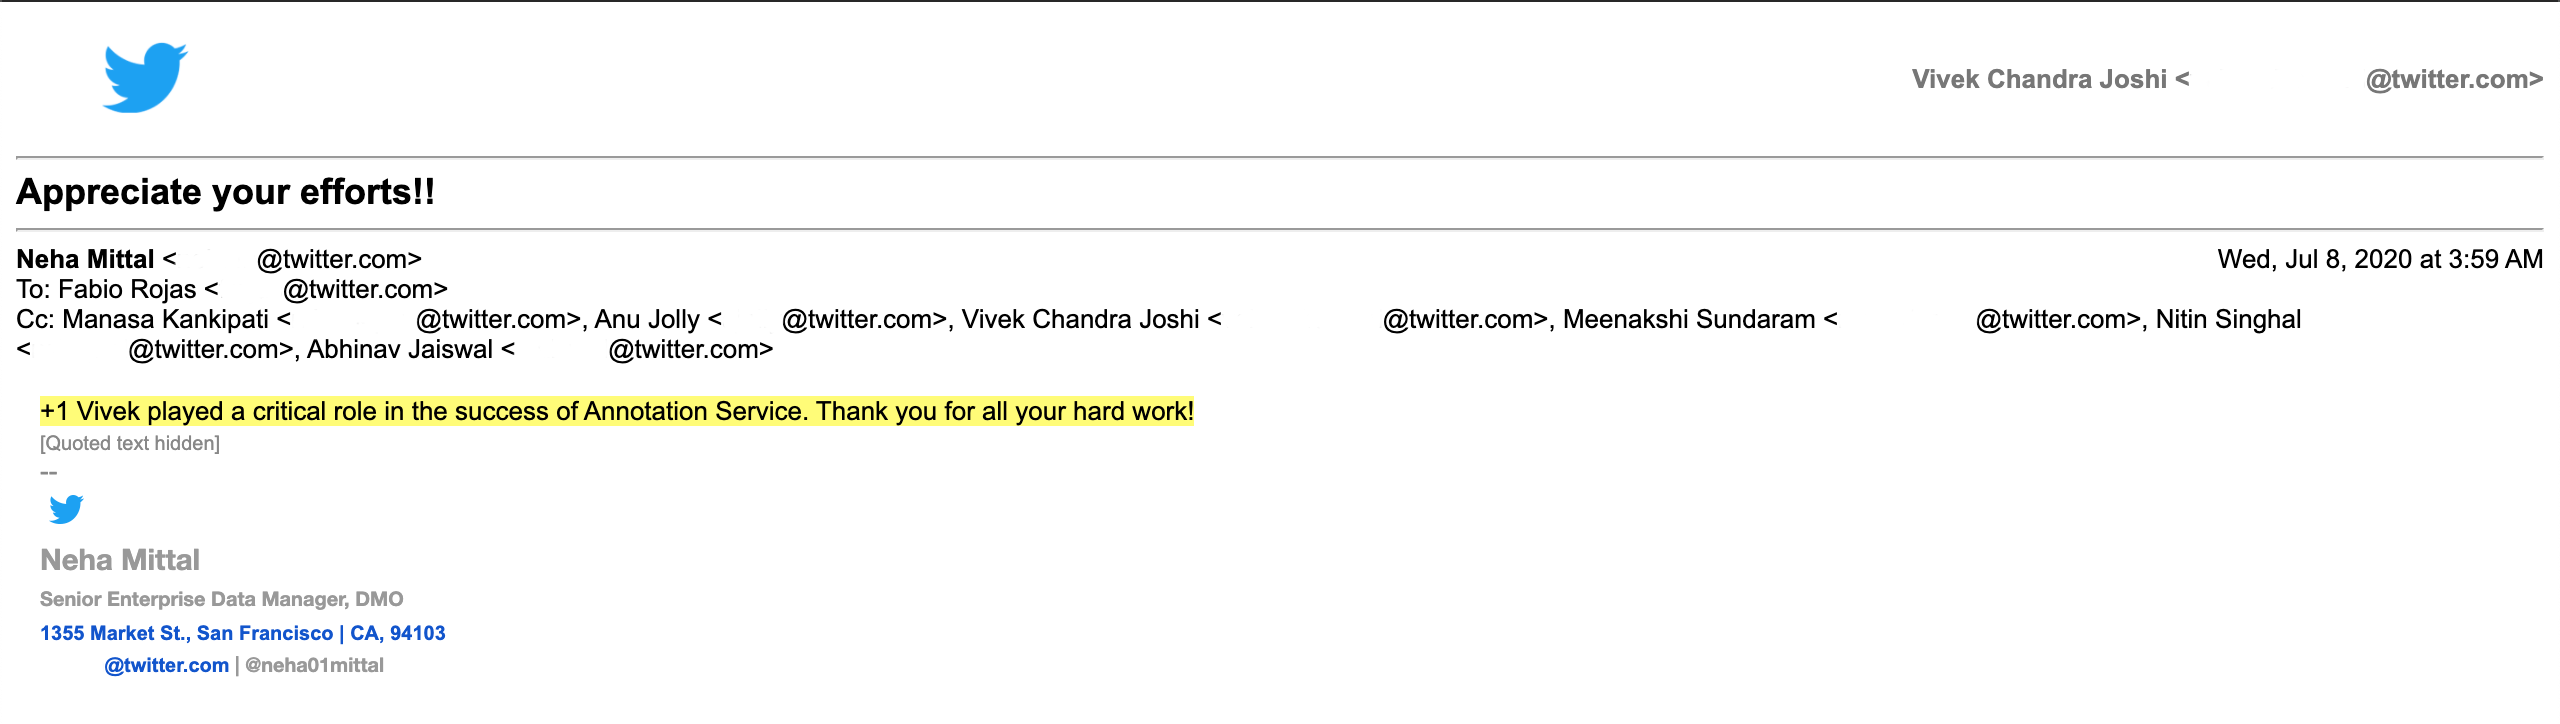 Vivek Chandra Joshi < @twitter.com>
Appreciate your efforts!!
Neha Mittal < @twitter.com>
Wed, Jul 8, 2020 at 3:59 AM
To: Fabio Rojas < @twitter.com>
Cc: Manasa Kankipati < @twitter.com>, Anu Jolly < @twitter.com>, Vivek Chandra Joshi < @twitter.com>, Meenakshi Sundaram < @twitter.com>, Nitin Singhal
< @twitter.com>, Abhinav Jaiswal < @twitter.com>
+1 Vivek played a critical role in the success of Annotation Service. Thank you for all your hard work!
[Quoted text hidden]
--
Neha Mittal
Senior Enterprise Data Manager, DMO
1355 Market St., San Francisco | CA, 94103
@twitter.com | @neha01mittal